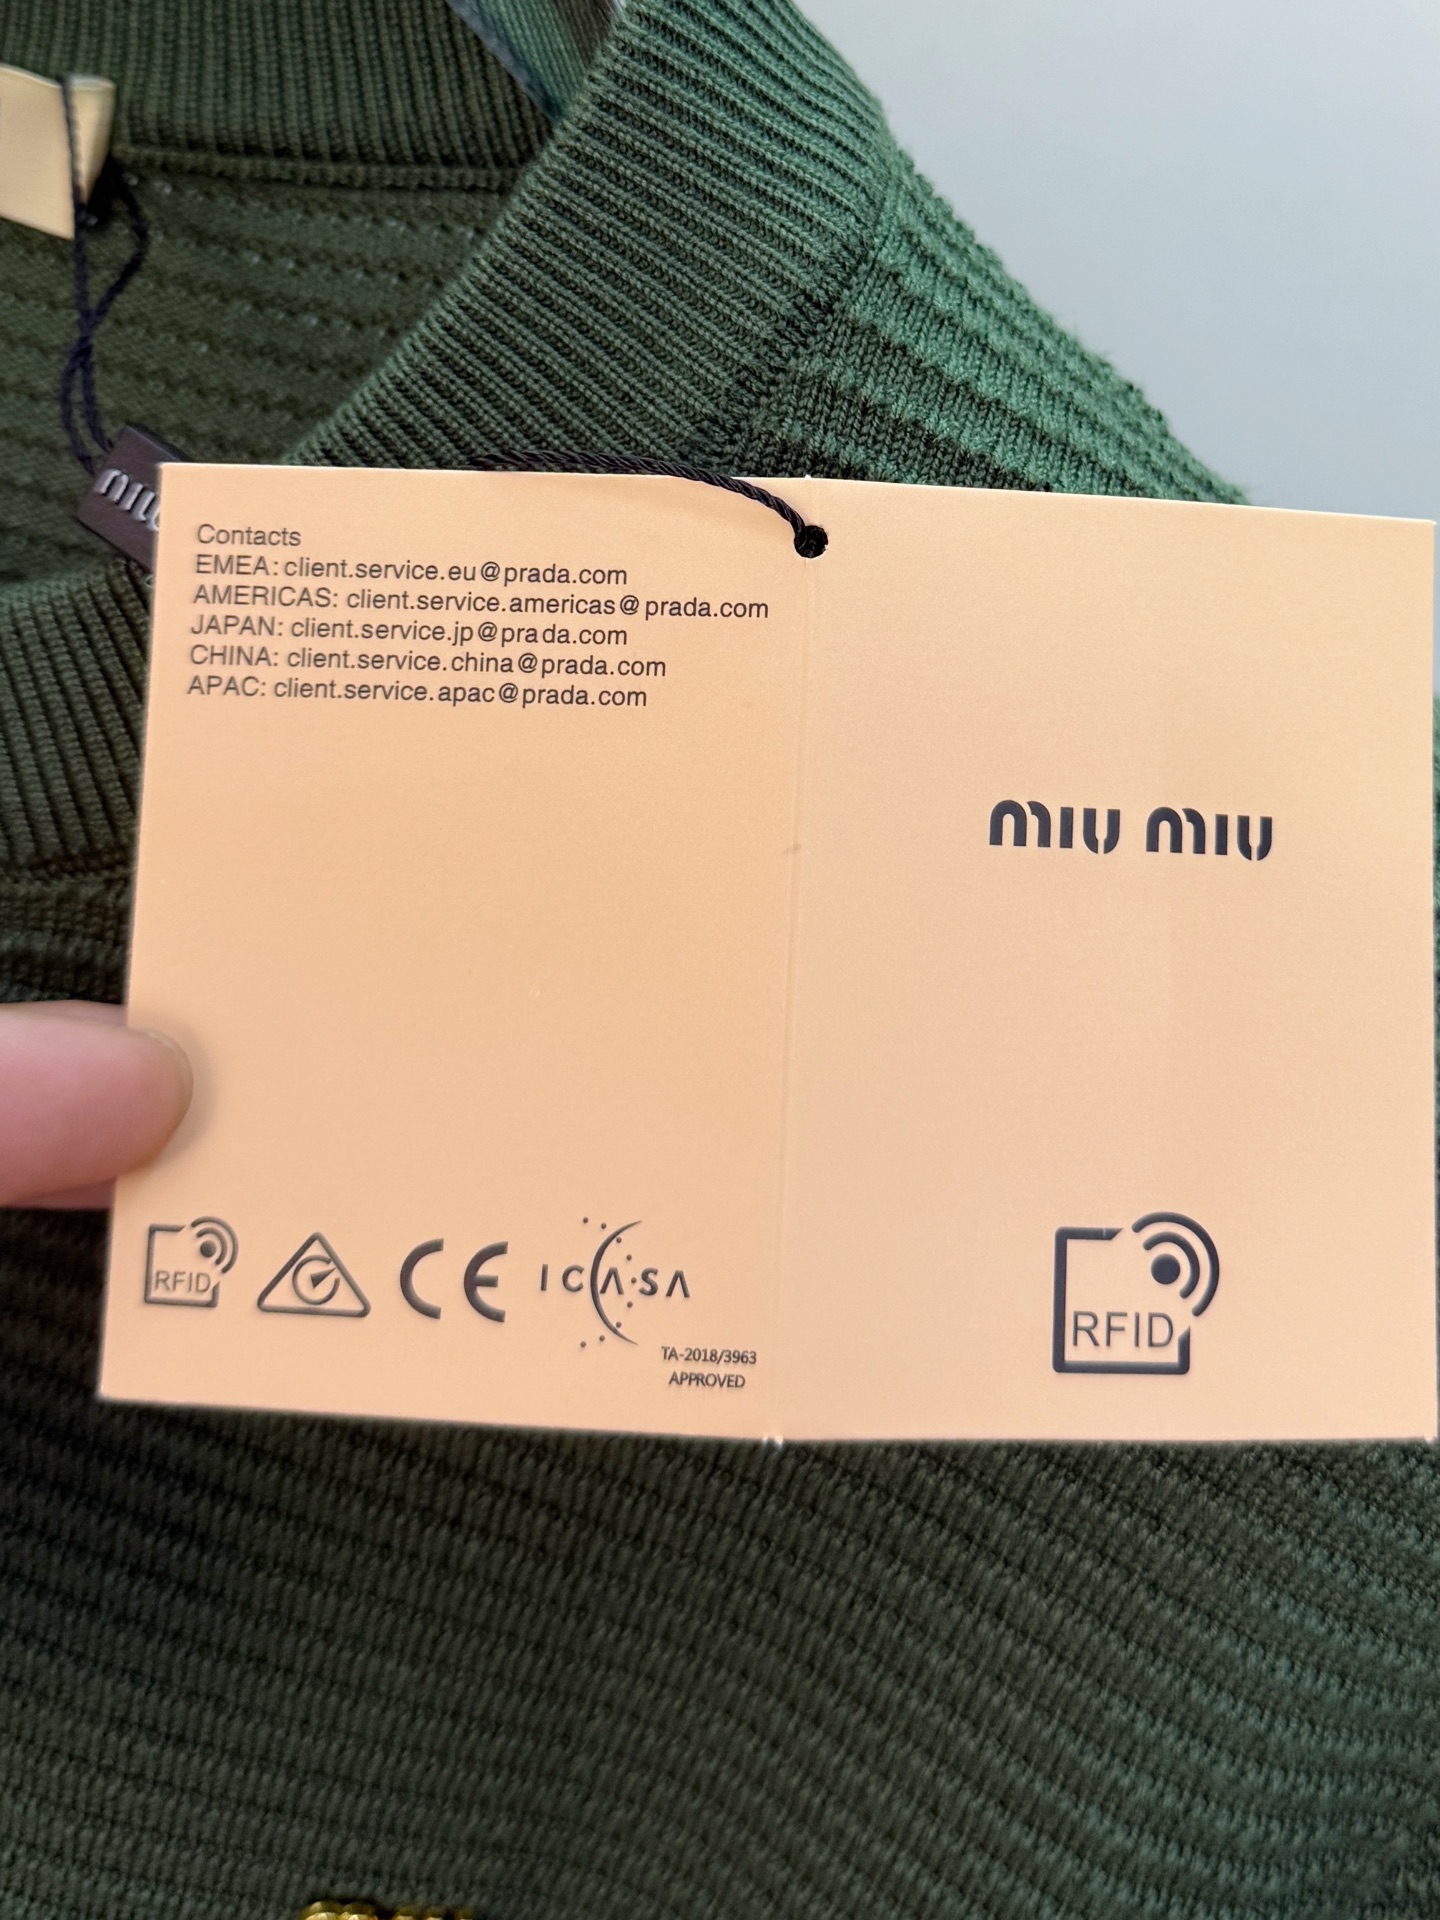 Contacts
EMEA: client.service.eu@prada.com
AMERICAS: client.service.americas@prada.com
JAPAN: client.service.jp@prada.com
CHINA: client.service.china@prada.com
APAC: client.service.apac@prada.com
miu miu
RFID
CE
ICASA
TA-2018/3963
APPROVED
RFID
miu